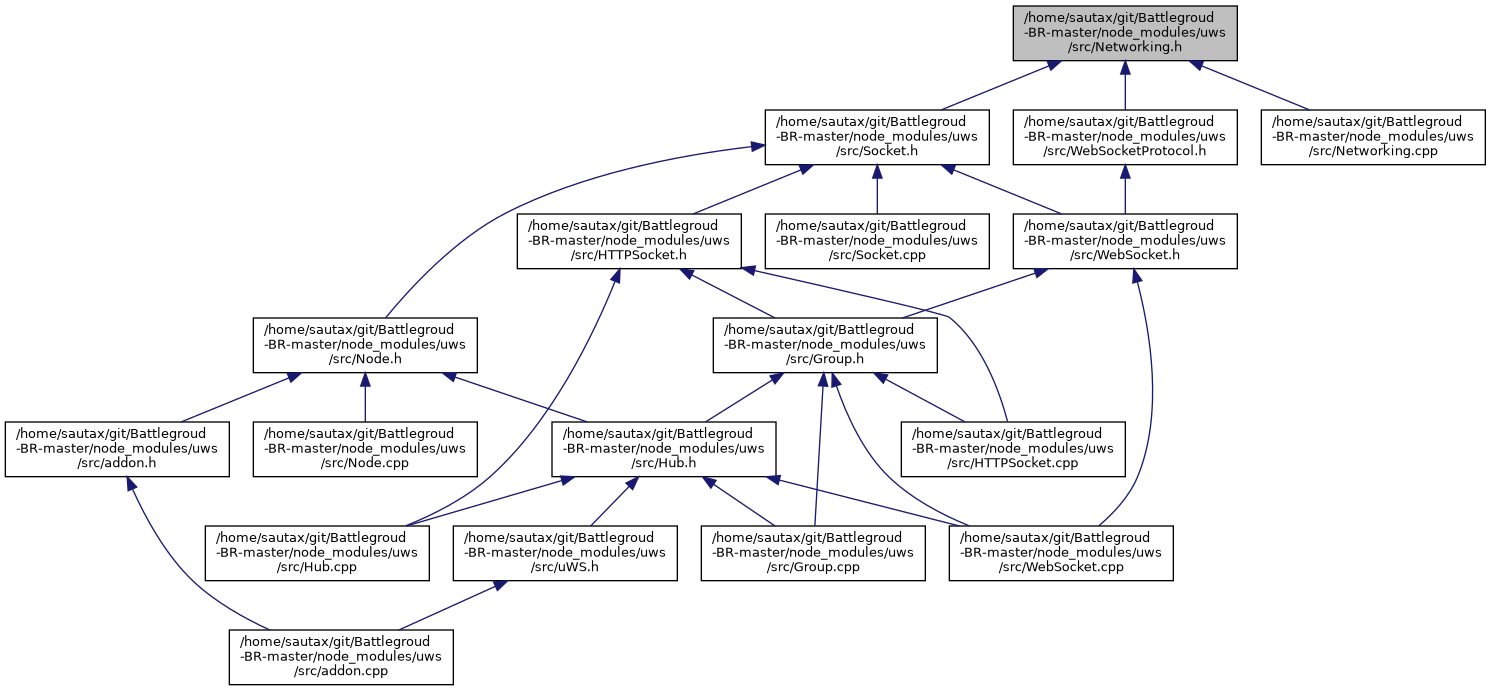 /home/sautax/git/Battlegroud
-BR-master/node_modules/uws
/src/Networking.h
/home/sautax/git/Battlegroud
-BR-master/node_modules/uws
/src/Socket.h
/home/sautax/git/Battlegroud
-BR-master/node_modules/uws
/src/WebSocketProtocol.h
/home/sautax/git/Battlegroud
-BR-master/node_modules/uws
/src/Networking.cpp
/home/sautax/git/Battlegroud
-BR-master/node_modules/uws
/src/HTTPSocket.h
/home/sautax/git/Battlegroud
-BR-master/node_modules/uws
/src/Socket.cpp
/home/sautax/git/Battlegroud
-BR-master/node_modules/uws
/src/WebSocket.h
/home/sautax/git/Battlegroud
-BR-master/node_modules/uws
/src/Node.h
/home/sautax/git/Battlegroud
-BR-master/node_modules/uws
/src/Group.h
/home/sautax/git/Battlegroud
-BR-master/node_modules/uws
/src/addon.h
/home/sautax/git/Battlegroud
-BR-master/node_modules/uws
/src/Node.cpp
/home/sautax/git/Battlegroud
-BR-master/node_modules/uws
/src/Hub.h
/home/sautax/git/Battlegroud
-BR-master/node_modules/uws
/src/HTTPSocket.cpp
/home/sautax/git/Battlegroud
-BR-master/node_modules/uws
/src/Hub.cpp
/home/sautax/git/Battlegroud
-BR-master/node_modules/uws
/src/uWS.h
/home/sautax/git/Battlegroud
-BR-master/node_modules/uws
/src/Group.cpp
/home/sautax/git/Battlegroud
-BR-master/node_modules/uws
/src/WebSocket.cpp
/home/sautax/git/Battlegroud
-BR-master/node_modules/uws
/src/addon.cpp